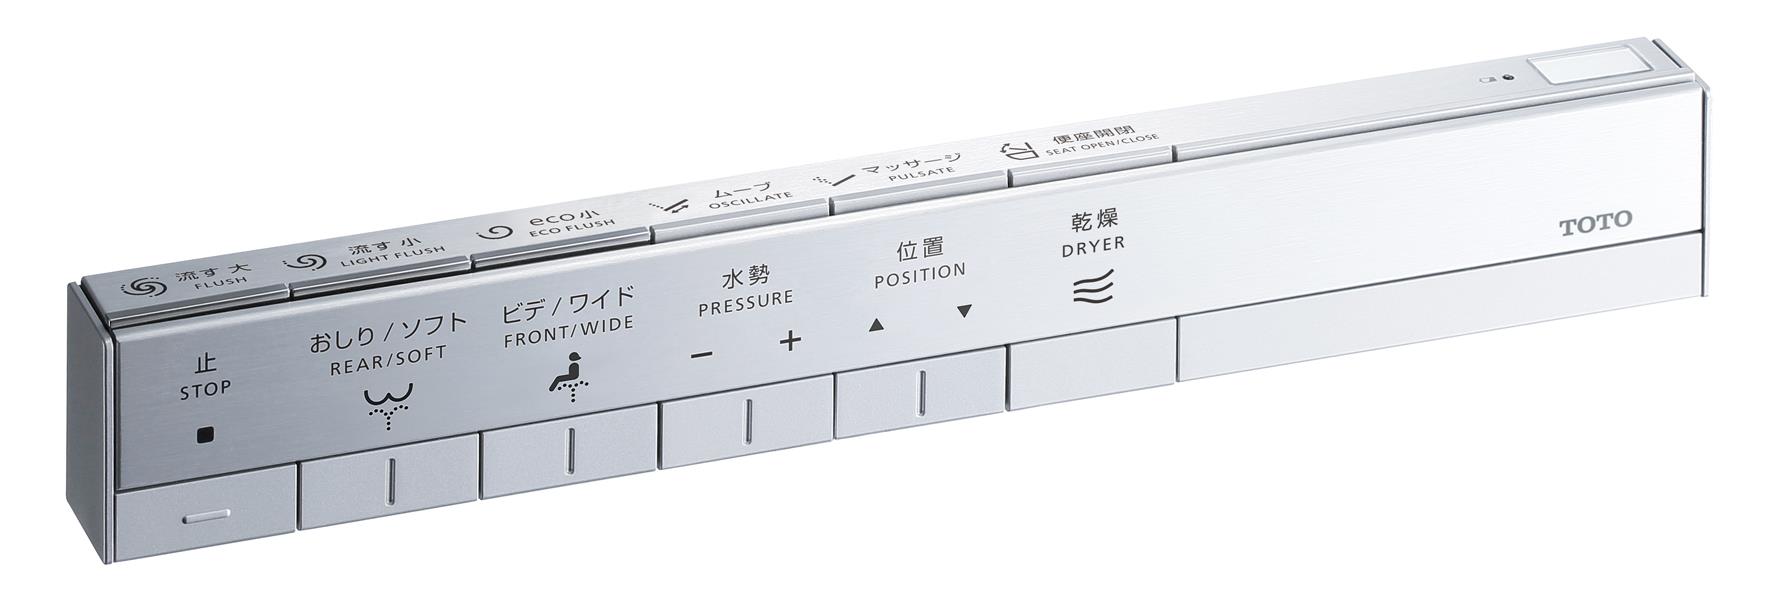 流す 大
FLUSH
流す 小
LIGHT FLUSH
eco小
ECO FLUSH
ムーブ
OSCILLATE
マッサージ
PULSATE
便座開閉
SEAT OPEN/CLOSE
止
STOP
おしり/ソフト
REAR/SOFT
ビデ/ワイド
FRONT/WIDE
水勢
PRESSURE
− +
位置
POSITION
▲ ▼
乾燥
DRYER
TOTO